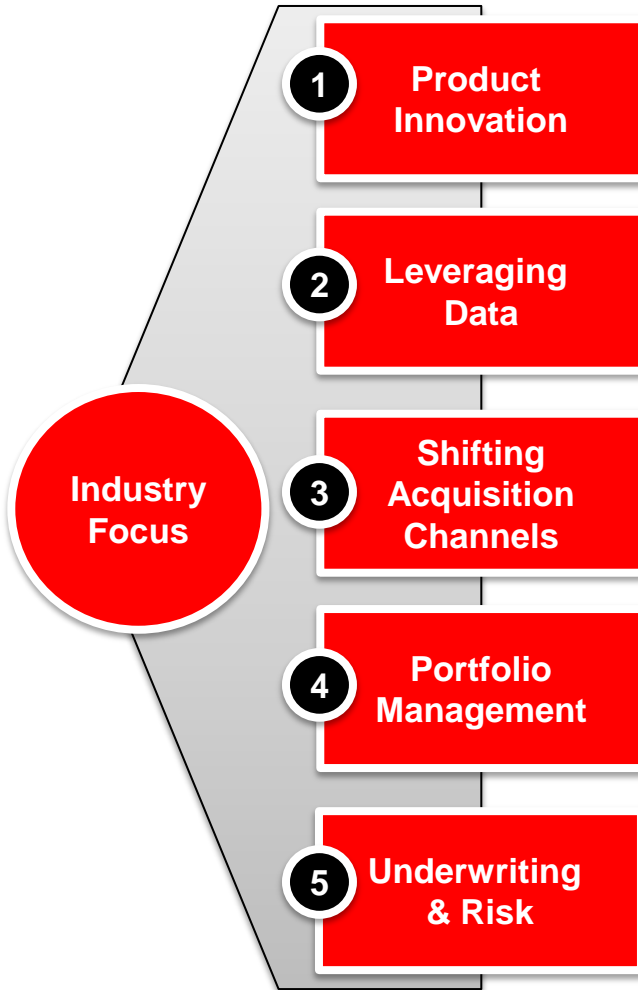 1
Product
Innovation
2
Leveraging
Data
Industry
Focus
3
Shifting
Acquisition
Channels
4
Portfolio
Management
5
Underwriting
& Risk